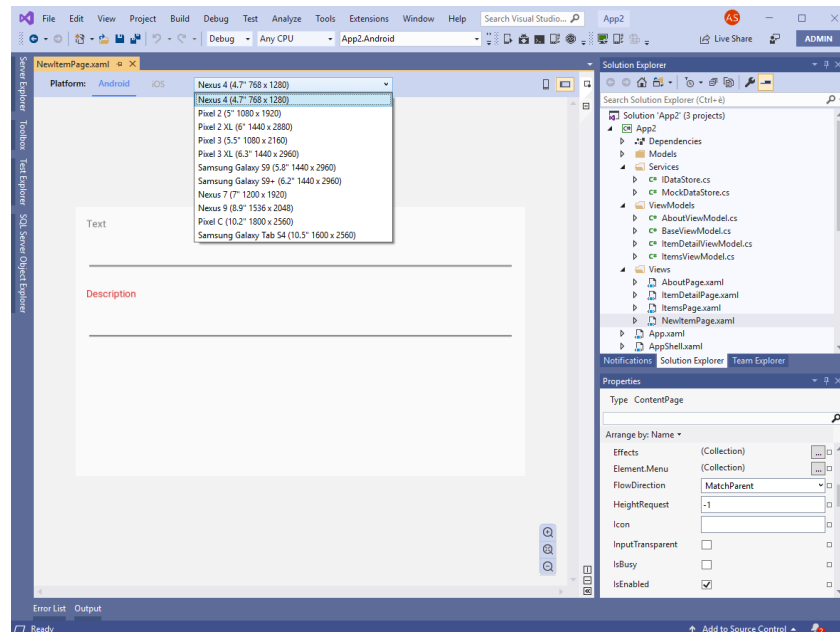 File Edit View Project Build Debug Test Analyze Tools Extensions Window Help Search Visual Studio... App2 AS
Debug Any CPU App2.Android Live Share ADMIN
Server Explorer
Toolbox
Test Explorer
SQL Server Object Explorer
NewItemPage.xaml
Platform: Android iOS Nexus 4 (4.7" 768 x 1280)
Nexus 4 (4.7" 768 x 1280)
Pixel 2 (5" 1080 x 1920)
Pixel 2 XL (6" 1440 x 2880)
Pixel 3 (5.5" 1080 x 2160)
Pixel 3 XL (6.3" 1440 x 2960)
Samsung Galaxy S9 (5.8" 1440 x 2960)
Samsung Galaxy S9+ (6.2" 1440 x 2960)
Nexus 7 (7" 1200 x 1920)
Nexus 9 (8.9" 1536 x 2048)
Pixel C (10.2" 1800 x 2560)
Samsung Galaxy Tab S4 (10.5" 1600 x 2560)
Text
Description
Solution Explorer
Search Solution Explorer (Ctrl+è)
Solution 'App2' (3 projects)
App2
Dependencies
Models
Services
IDataStore.cs
MockDataStore.cs
ViewModels
AboutViewModel.cs
BaseViewModel.cs
ItemDetailViewModel.cs
ItemsViewModel.cs
Views
AboutPage.xaml
ItemDetailPage.xaml
ItemsPage.xaml
NewItemPage.xaml
App.xaml
AppShell.xaml
Notifications Solution Explorer Team Explorer
Properties
Type ContentPage
Arrange by: Name
Effects (Collection) ...
Element.Menu (Collection) ...
FlowDirection MatchParent
HeightRequest -1
Icon
InputTransparent
IsBusy
IsEnabled
Error List Output
Ready Add to Source Control